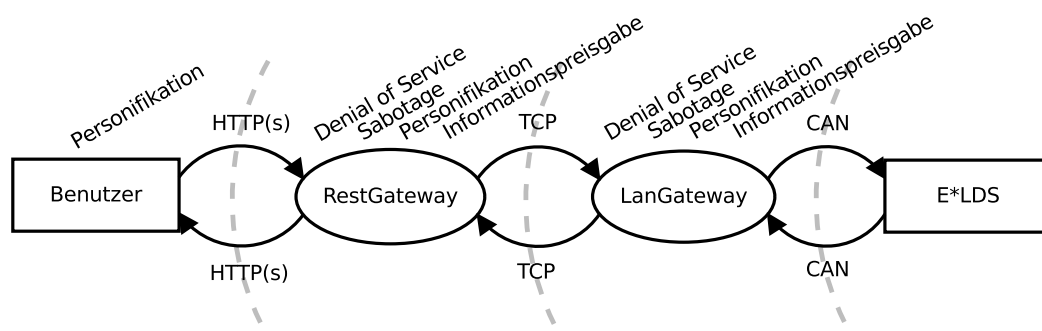 Personifikation
Denial of Service
Sabotage
Personifikation
Informationspreisgabe
Denial of Service
Sabotage
Personifikation
Informationspreisgabe
HTTP(s)
TCP
CAN
Benutzer
RestGateway
LanGateway
E*LDS
HTTP(s)
TCP
CAN